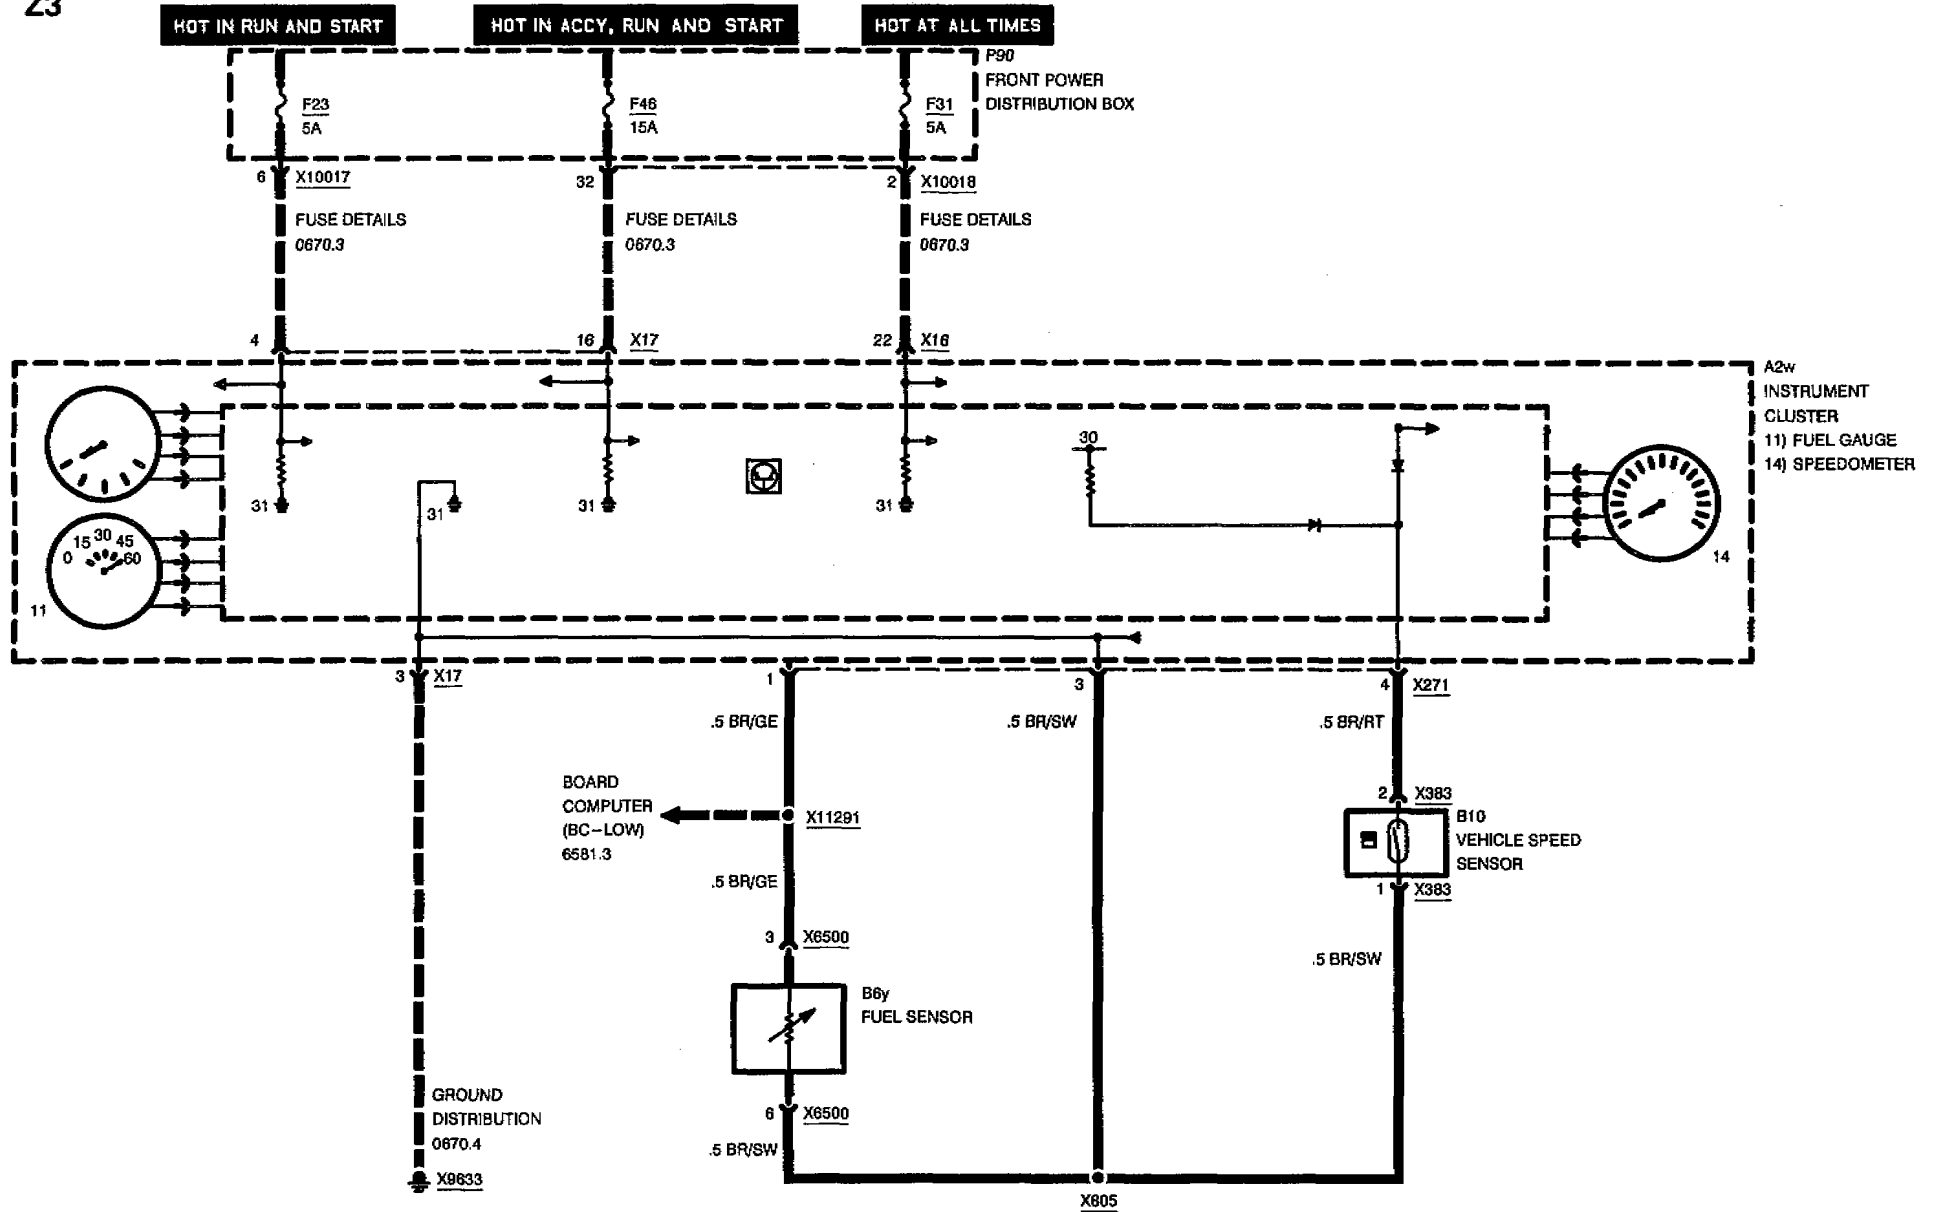 Z3
HOT IN RUN AND START
HOT IN ACCY, RUN AND START
HOT AT ALL TIMES
P90
FRONT POWER
DISTRIBUTION BOX
F23
5A
F46
15A
F31
5A
6
X10017
32
2
X10018
FUSE DETAILS
0670.3
FUSE DETAILS
0670.3
FUSE DETAILS
0670.3
4
16
X17
22
X16
A2w
INSTRUMENT
CLUSTER
11) FUEL GAUGE
14) SPEEDOMETER
30
31
31
31
31
0
15
30
45
60
11
14
3
X17
1
3
4
X271
.5 BR/GE
.5 BR/SW
.5 BR/RT
BOARD
COMPUTER
(BC-LOW)
6581.3
X11291
2
X383
B10
VEHICLE SPEED
SENSOR
.5 BR/GE
1
X383
3
X6500
.5 BR/SW
B6y
FUEL SENSOR
GROUND
DISTRIBUTION
0670.4
6
X6500
.5 BR/SW
X9633
X605